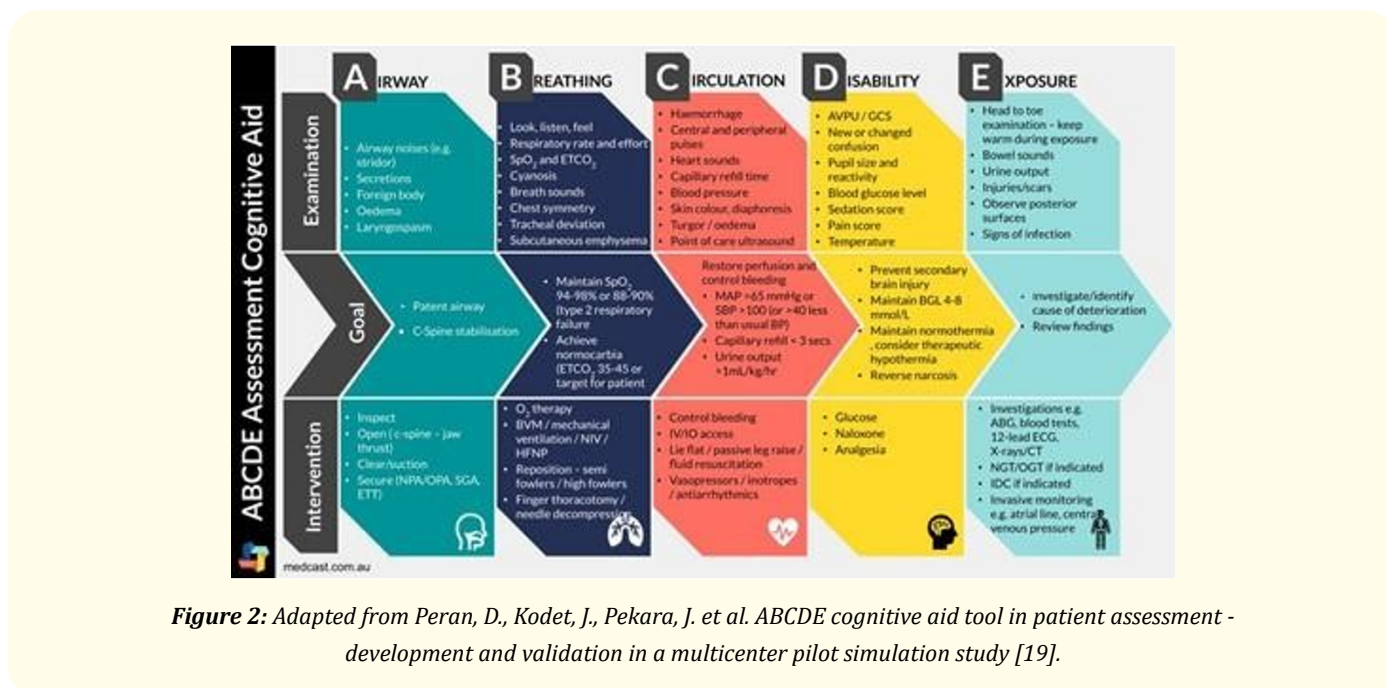 ABCDE Assessment Cognitive Aid
A IRWAY
B REATHING
C IRCULATION
D ISABILITY
E XPOSURE
Examination
• Airway noises (e.g.
stridor)
• Secretions
• Foreign body
• Oedema
• Laryngospasm
• Look, listen, feel
• Respiratory rate and effort
• SpO2 and ETCO2
• Cyanosis
• Breath sounds
• Chest symmetry
• Tracheal deviation
• Subcutaneous emphysema
• Haemorrhage
• Central and peripheral
pulses
• Heart sounds
• Capillary refill time
• Blood pressure
• Skin colour, diaphoresis
• Turgor / oedema
• Point of care ultrasound
• AVPU / GCS
• New or changed
confusion
• Pupil size and
reactivity
• Blood glucose level
• Sedation score
• Pain score
• Temperature
• Head to toe
examination – keep
warm during exposure
• Bowel sounds
• Urine output
• Injuries/scars
• Observe posterior
surfaces
• Signs of infection
Goal
• Patent airway
• C-Spine stabilisation
• Maintain SpO2
94-98% or 88-90%
(type 2 respiratory
failure
• Achieve
normocarbia
(ETCO2 35-45 or
target for patient
Restore perfusion and
control bleeding
• MAP >65 mmHg or
SBP >100 (or >40 less
than usual BP)
• Capillary refill < 3 secs
• Urine output
>1mL/kg/hr
• Prevent secondary
brain injury
• Maintain BGL 4-8
mmol/L
• Maintain normothermia
, consider therapeutic
hypothermia
• Reverse narcosis
• investigate/identify
cause of deterioration
• Review findings
Intervention
• Inspect
• Open ( c-spine – jaw
thrust)
• Clear/suction
• Secure (NPA/OPA, SGA,
ETT)
• O2 therapy
• BVM / mechanical
ventilation / NIV /
HFNP
• Reposition - semi
fowlers / high fowlers
• Finger thoracotomy /
needle decompression
• Control bleeding
• IV/IO access
• Lie flat / passive leg raise /
fluid resuscitation
• Vasopressors / inotropes
/ antiarrhythmics
• Glucose
• Naloxone
• Analgesia
• Investigations e.g.
ABG, blood tests,
12-lead ECG,
X-rays/CT
• NGT/OGT if indicated
• IDC if indicated
• Invasive monitoring
e.g. atrial line, central
venous pressure
medcast.com.au
Figure 2: Adapted from Peran, D., Kodet, J., Pekara, J. et al. ABCDE cognitive aid tool in patient assessment -
development and validation in a multicenter pilot simulation study [19].